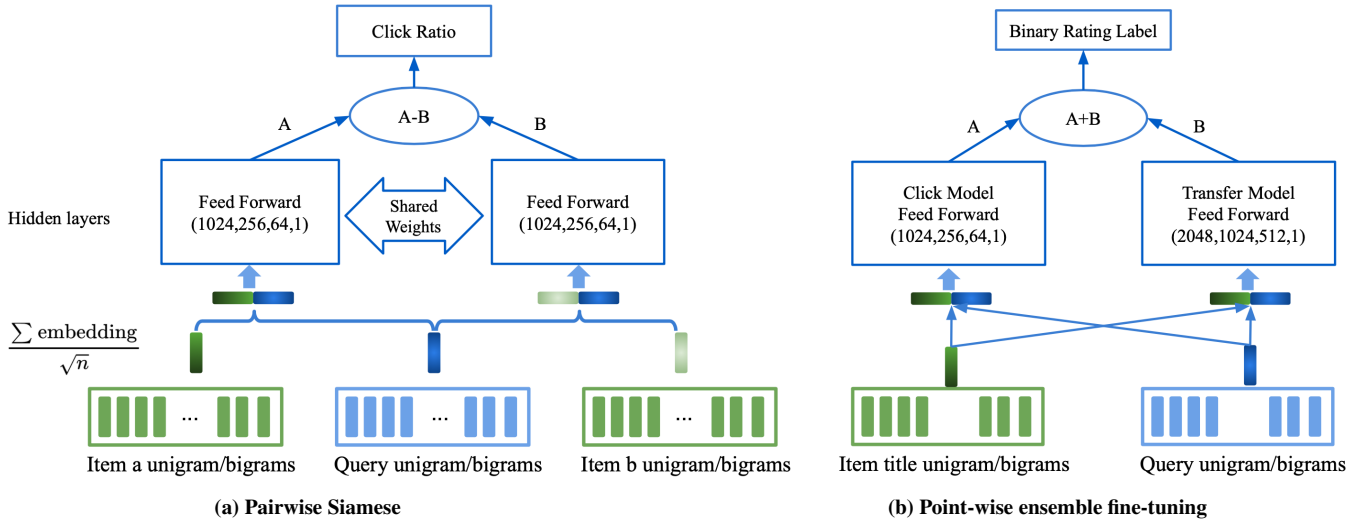 Click Ratio
A-B
A
B
Feed Forward
(1024,256,64,1)
Shared
Weights
Feed Forward
(1024,256,64,1)
Hidden layers
∑ embedding
√n
...
...
...
Item a unigram/bigrams
Query unigram/bigrams
Item b unigram/bigrams
(a) Pairwise Siamese
Binary Rating Label
A+B
A
B
Click Model
Feed Forward
(1024,256,64,1)
Transfer Model
Feed Forward
(2048,1024,512,1)
Item title unigram/bigrams
Query unigram/bigrams
(b) Point-wise ensemble fine-tuning